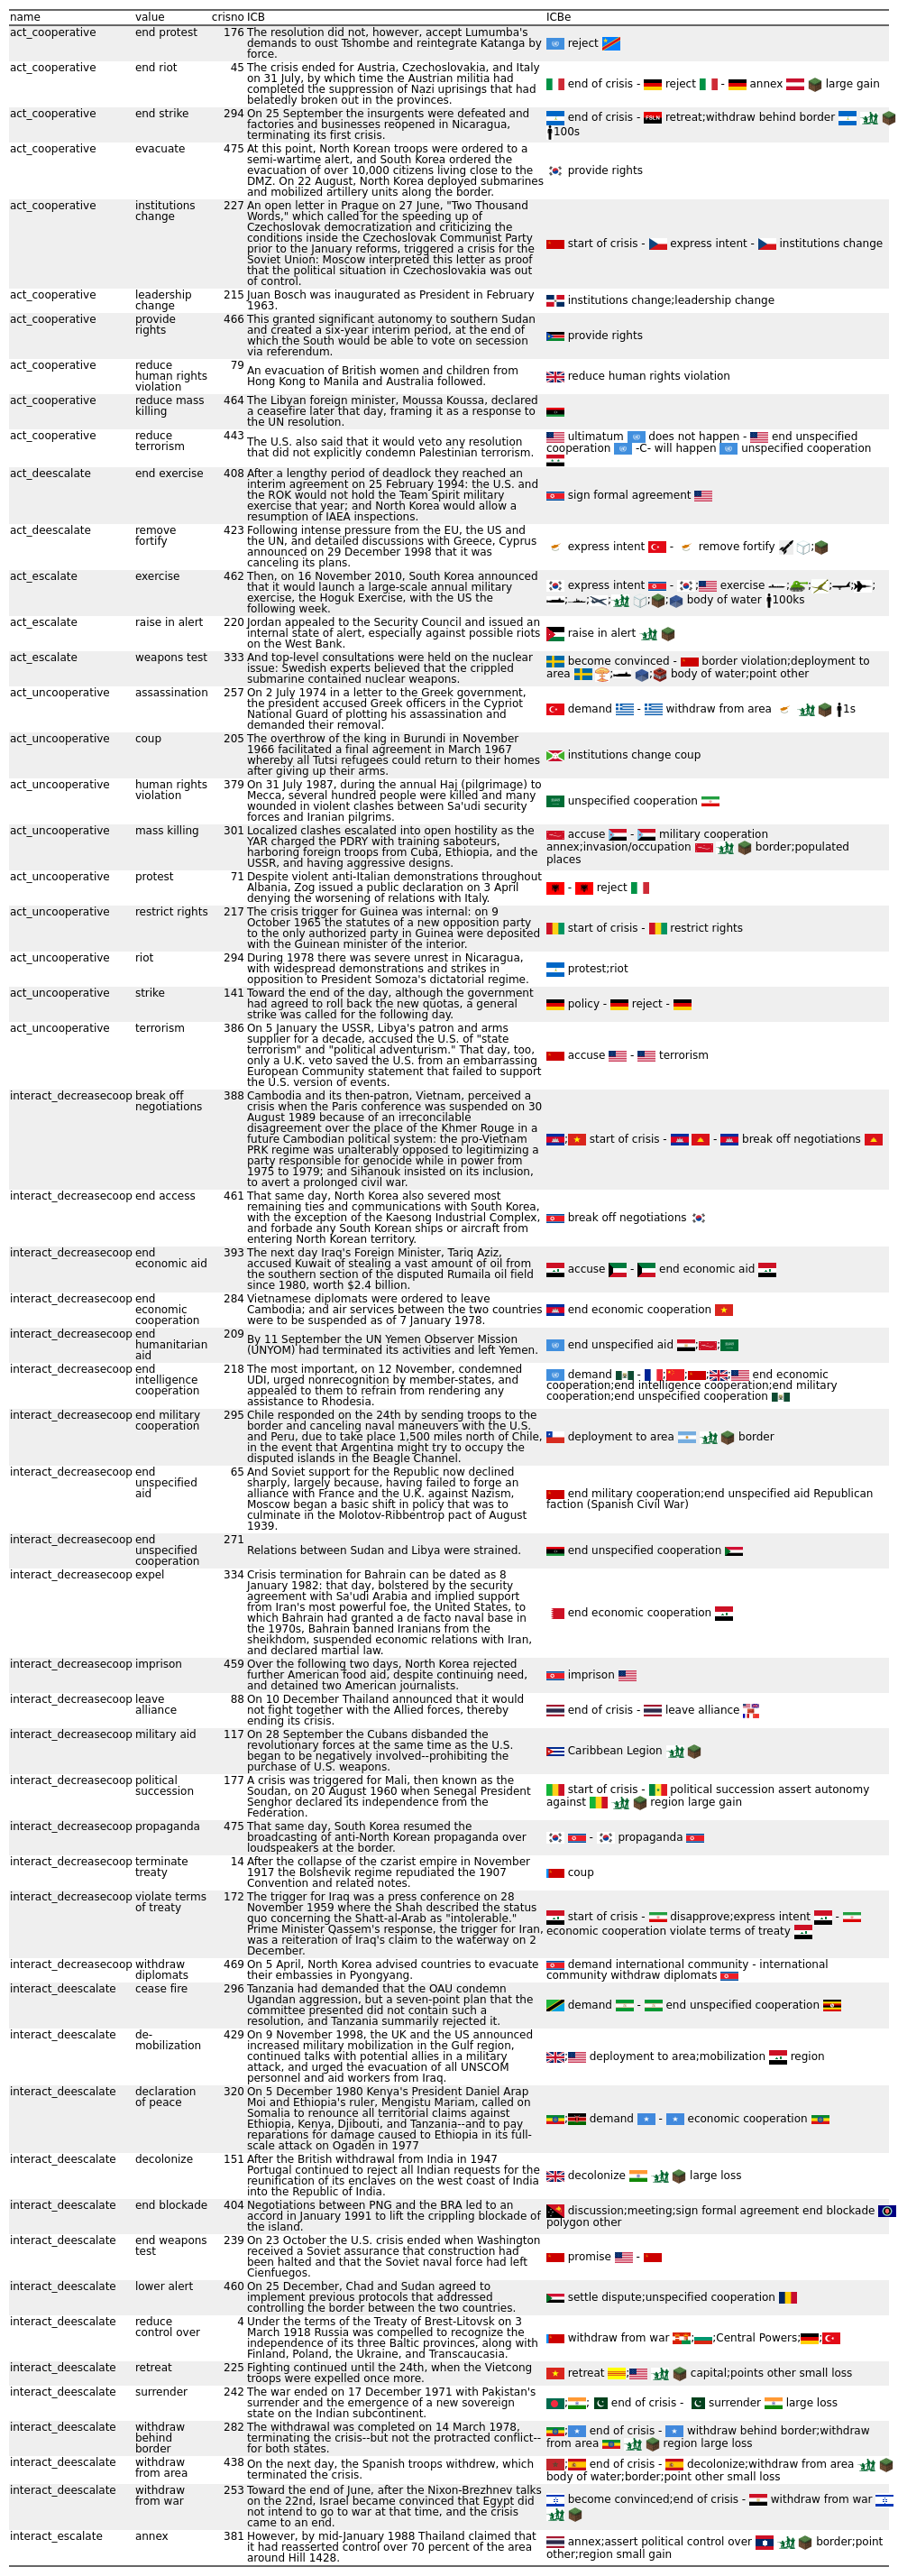 name value crisno ICB ICBe
act_cooperative end protest 176 The resolution did not, however, accept Lumumba's
demands to oust Tshombe and reintegrate Katanga by
force.
reject
act_cooperative end riot 45 The crisis ended for Austria, Czechoslovakia, and Italy
on 31 July, by which time the Austrian militia had
completed the suppression of Nazi uprisings that had
belatedly broken out in the provinces.
end of crisis - reject - annex large gain
act_cooperative end strike 294 On 25 September the insurgents were defeated and
factories and businesses reopened in Nicaragua,
terminating its first crisis.
end of crisis - FSLN retreat;withdraw behind border
100s
act_cooperative evacuate 475 At this point, North Korean troops were ordered to a
semi-wartime alert, and South Korea ordered the
evacuation of over 10,000 citizens living close to the
DMZ. On 22 August, North Korea deployed submarines
and mobilized artillery units along the border.
provide rights
act_cooperative institutions change 227 An open letter in Prague on 27 June, "Two Thousand
Words," which called for the speeding up of
Czechoslovak democratization and criticizing the
conditions inside the Czechoslovak Communist Party
prior to the January reforms, triggered a crisis for the
Soviet Union: Moscow interpreted this letter as proof
that the political situation in Czechoslovakia was out
of control.
start of crisis - express intent - institutions change
act_cooperative leadership change 215 Juan Bosch was inaugurated as President in February
1963.
institutions change;leadership change
act_cooperative provide rights 466 This granted significant autonomy to southern Sudan
and created a six-year interim period, at the end of
which the South would be able to vote on secession
via referendum.
provide rights
act_cooperative reduce human rights violation 79 An evacuation of British women and children from
Hong Kong to Manila and Australia followed.
reduce human rights violation
act_cooperative reduce mass killing 464 The Libyan foreign minister, Moussa Koussa, declared
a ceasefire later that day, framing it as a response to
the UN resolution.
act_cooperative reduce terrorism 443 The U.S. also said that it would veto any resolution
that did not explicitly condemn Palestinian terrorism.
ultimatum does not happen - end unspecified
cooperation -C- will happen unspecified cooperation
act_deescalate end exercise 408 After a lengthy period of deadlock they reached an
interim agreement on 25 February 1994: the U.S. and
the ROK would not hold the Team Spirit military
exercise that year; and North Korea would allow a
resumption of IAEA inspections.
sign formal agreement
act_deescalate remove fortify 423 Following intense pressure from the EU, the US and
the UN, and detailed discussions with Greece, Cyprus
announced on 29 December 1998 that it was
canceling its plans.
express intent - remove fortify ;
act_escalate exercise 462 Then, on 16 November 2010, South Korea announced
that it would launch a large-scale annual military
exercise, the Hoguk Exercise, with the US the
following week.
express intent - ; exercise ; ; ; ; ;
; ; ; ; ; body of water 100ks
act_escalate raise in alert 220 Jordan appealed to the Security Council and issued an
internal state of alert, especially against possible riots
on the West Bank.
raise in alert
act_escalate weapons test 333 And top-level consultations were held on the nuclear
issue: Swedish experts believed that the crippled
submarine contained nuclear weapons.
become convinced - border violation;deployment to
area ; ; ; body of water;point other
act_uncooperative assassination 257 On 2 July 1974 in a letter to the Greek government,
the president accused Greek officers in the Cypriot
National Guard of plotting his assassination and
demanded their removal.
demand - withdraw from area 1s
act_uncooperative coup 205 The overthrow of the king in Burundi in November
1966 facilitated a final agreement in March 1967
whereby all Tutsi refugees could return to their homes
after giving up their arms.
institutions change coup
act_uncooperative human rights violation 379 On 31 July 1987, during the annual Haj (pilgrimage) to
Mecca, several hundred people were killed and many
wounded in violent clashes between Sa'udi security
forces and Iranian pilgrims.
unspecified cooperation
act_uncooperative mass killing 301 Localized clashes escalated into open hostility as the
YAR charged the PDRY with training saboteurs,
harboring foreign troops from Cuba, Ethiopia, and the
USSR, and having aggressive designs.
accuse - military cooperation
annex;invasion/occupation border;populated
places
act_uncooperative protest 71 Despite violent anti-Italian demonstrations throughout
Albania, Zog issued a public declaration on 3 April
denying the worsening of relations with Italy.
- reject
act_uncooperative restrict rights 217 The crisis trigger for Guinea was internal: on 9
October 1965 the statutes of a new opposition party
to the only authorized party in Guinea were deposited
with the Guinean minister of the interior.
start of crisis - restrict rights
act_uncooperative riot 294 During 1978 there was severe unrest in Nicaragua,
with widespread demonstrations and strikes in
opposition to President Somoza's dictatorial regime.
protest;riot
act_uncooperative strike 141 Toward the end of the day, although the government
had agreed to roll back the new quotas, a general
strike was called for the following day.
policy - reject -
act_uncooperative terrorism 386 On 5 January the USSR, Libya's patron and arms
supplier for a decade, accused the U.S. of "state
terrorism" and "political adventurism." That day, too,
only a U.K. veto saved the U.S. from an embarrassing
European Community statement that failed to support
the U.S. version of events.
accuse - terrorism
interact_decreasecoop break off negotiations 388 Cambodia and its then-patron, Vietnam, perceived a
crisis when the Paris conference was suspended on 30
August 1989 because of an irreconcilable
disagreement over the place of the Khmer Rouge in a
future Cambodian political system: the pro-Vietnam
PRK regime was unalterably opposed to legitimizing a
party responsible for genocide while in power from
1975 to 1979; and Sihanouk insisted on its inclusion,
to avert a prolonged civil war.
; start of crisis - - break off negotiations
interact_decreasecoop end access 461 That same day, North Korea also severed most
remaining ties and communications with South Korea,
with the exception of the Kaesong Industrial Complex,
and forbade any South Korean ships or aircraft from
entering North Korean territory.
break off negotiations
interact_decreasecoop end economic aid 393 The next day Iraq's Foreign Minister, Tariq Aziz,
accused Kuwait of stealing a vast amount of oil from
the southern section of the disputed Rumaila oil field
since 1980, worth $2.4 billion.
accuse - end economic aid
interact_decreasecoop end economic cooperation 284 Vietnamese diplomats were ordered to leave
Cambodia; and air services between the two countries
were to be suspended as of 7 January 1978.
end economic cooperation
interact_decreasecoop end humanitarian aid 209 By 11 September the UN Yemen Observer Mission
(UNYOM) had terminated its activities and left Yemen.
end unspecified aid ; ;
interact_decreasecoop end intelligence cooperation 218 The most important, on 12 November, condemned
UDI, urged nonrecognition by member-states, and
appealed to them to refrain from rendering any
assistance to Rhodesia.
demand - ; ; ; ; end economic
cooperation;end intelligence cooperation;end military
cooperation;end unspecified cooperation
interact_decreasecoop end military cooperation 295 Chile responded on the 24th by sending troops to the
border and canceling naval maneuvers with the U.S.
and Peru, due to take place 1,500 miles north of Chile,
in the event that Argentina might try to occupy the
disputed islands in the Beagle Channel.
deployment to area border
interact_decreasecoop end unspecified aid 65 And Soviet support for the Republic now declined
sharply, largely because, having failed to forge an
alliance with France and the U.K. against Nazism,
Moscow began a basic shift in policy that was to
culminate in the Molotov-Ribbentrop pact of August
1939.
end military cooperation;end unspecified aid Republican
faction (Spanish Civil War)
interact_decreasecoop end unspecified cooperation 271 Relations between Sudan and Libya were strained.
end unspecified cooperation
interact_decreasecoop expel 334 Crisis termination for Bahrain can be dated as 8
January 1982: that day, bolstered by the security
agreement with Sa'udi Arabia and implied support
from Iran's most powerful foe, the United States, to
which Bahrain had granted a de facto naval base in
the 1970s, Bahrain banned Iranians from the
sheikhdom, suspended economic relations with Iran,
and declared martial law.
end economic cooperation
interact_decreasecoop imprison 459 Over the following two days, North Korea rejected
further American food aid, despite continuing need,
and detained two American journalists.
imprison
interact_decreasecoop leave alliance 88 On 10 December Thailand announced that it would
not fight together with the Allied forces, thereby
ending its crisis.
end of crisis - leave alliance
interact_decreasecoop military aid 117 On 28 September the Cubans disbanded the
revolutionary forces at the same time as the U.S.
began to be negatively involved--prohibiting the
purchase of U.S. weapons.
Caribbean Legion
interact_decreasecoop political succession 177 A crisis was triggered for Mali, then known as the
Soudan, on 20 August 1960 when Senegal President
Senghor declared its independence from the
Federation.
start of crisis - political succession assert autonomy
against region large gain
interact_decreasecoop propaganda 475 That same day, South Korea resumed the
broadcasting of anti-North Korean propaganda over
loudspeakers at the border.
- propaganda
interact_decreasecoop terminate treaty 14 After the collapse of the czarist empire in November
1917 the Bolshevik regime repudiated the 1907
Convention and related notes.
coup
interact_decreasecoop violate terms of treaty 172 The trigger for Iraq was a press conference on 28
November 1959 where the Shah described the status
quo concerning the Shatt-al-Arab as "intolerable."
Prime Minister Qassem's response, the trigger for Iran,
was a reiteration of Iraq's claim to the waterway on 2
December.
start of crisis - disapprove;express intent -
economic cooperation violate terms of treaty
interact_decreasecoop withdraw diplomats 469 On 5 April, North Korea advised countries to evacuate
their embassies in Pyongyang.
demand international community - international
community withdraw diplomats
interact_deescalate cease fire 296 Tanzania had demanded that the OAU condemn
Ugandan aggression, but a seven-point plan that the
committee presented did not contain such a
resolution, and Tanzania summarily rejected it.
demand - end unspecified cooperation
interact_deescalate de-mobilization 429 On 9 November 1998, the UK and the US announced
increased military mobilization in the Gulf region,
continued talks with potential allies in a military
attack, and urged the evacuation of all UNSCOM
personnel and aid workers from Iraq.
; deployment to area;mobilization region
interact_deescalate declaration of peace 320 On 5 December 1980 Kenya's President Daniel Arap
Moi and Ethiopia's ruler, Mengistu Mariam, called on
Somalia to renounce all territorial claims against
Ethiopia, Kenya, Djibouti, and Tanzania--and to pay
reparations for damage caused to Ethiopia in its full-
scale attack on Ogaden in 1977
; demand - economic cooperation
interact_deescalate decolonize 151 After the British withdrawal from India in 1947
Portugal continued to reject all Indian requests for the
reunification of its enclaves on the west coast of India
into the Republic of India.
decolonize large loss
interact_deescalate end blockade 404 Negotiations between PNG and the BRA led to an
accord in January 1991 to lift the crippling blockade of
the island.
discussion;meeting;sign formal agreement end blockade
polygon other
interact_deescalate end weapons test 239 On 23 October the U.S. crisis ended when Washington
received a Soviet assurance that construction had
been halted and that the Soviet naval force had left
Cienfuegos.
promise -
interact_deescalate lower alert 460 On 25 December, Chad and Sudan agreed to
implement previous protocols that addressed
controlling the border between the two countries.
settle dispute;unspecified cooperation
interact_deescalate reduce control over 4 Under the terms of the Treaty of Brest-Litovsk on 3
March 1918 Russia was compelled to recognize the
independence of its three Baltic provinces, along with
Finland, Poland, the Ukraine, and Transcaucasia.
withdraw from war ; ;Central Powers; ;
interact_deescalate retreat 225 Fighting continued until the 24th, when the Vietcong
troops were expelled once more.
retreat ; capital;points other small loss
interact_deescalate surrender 242 The war ended on 17 December 1971 with Pakistan's
surrender and the emergence of a new sovereign
state on the Indian subcontinent.
; ; end of crisis - surrender large loss
interact_deescalate withdraw behind border 282 The withdrawal was completed on 14 March 1978,
terminating the crisis--but not the protracted conflict--
for both states.
; end of crisis - withdraw behind border;withdraw
from area region large loss
interact_deescalate withdraw from area 438 On the next day, the Spanish troops withdrew, which
terminated the crisis.
; end of crisis - decolonize;withdraw from area
body of water;border;point other small loss
interact_deescalate withdraw from war 253 Toward the end of June, after the Nixon-Brezhnev talks
on the 22nd, Israel became convinced that Egypt did
not intend to go to war at that time, and the crisis
came to an end.
become convinced;end of crisis - withdraw from war
interact_escalate annex 381 However, by mid-January 1988 Thailand claimed that
it had reasserted control over 70 percent of the area
around Hill 1428.
annex;assert political control over border;point
other;region small gain